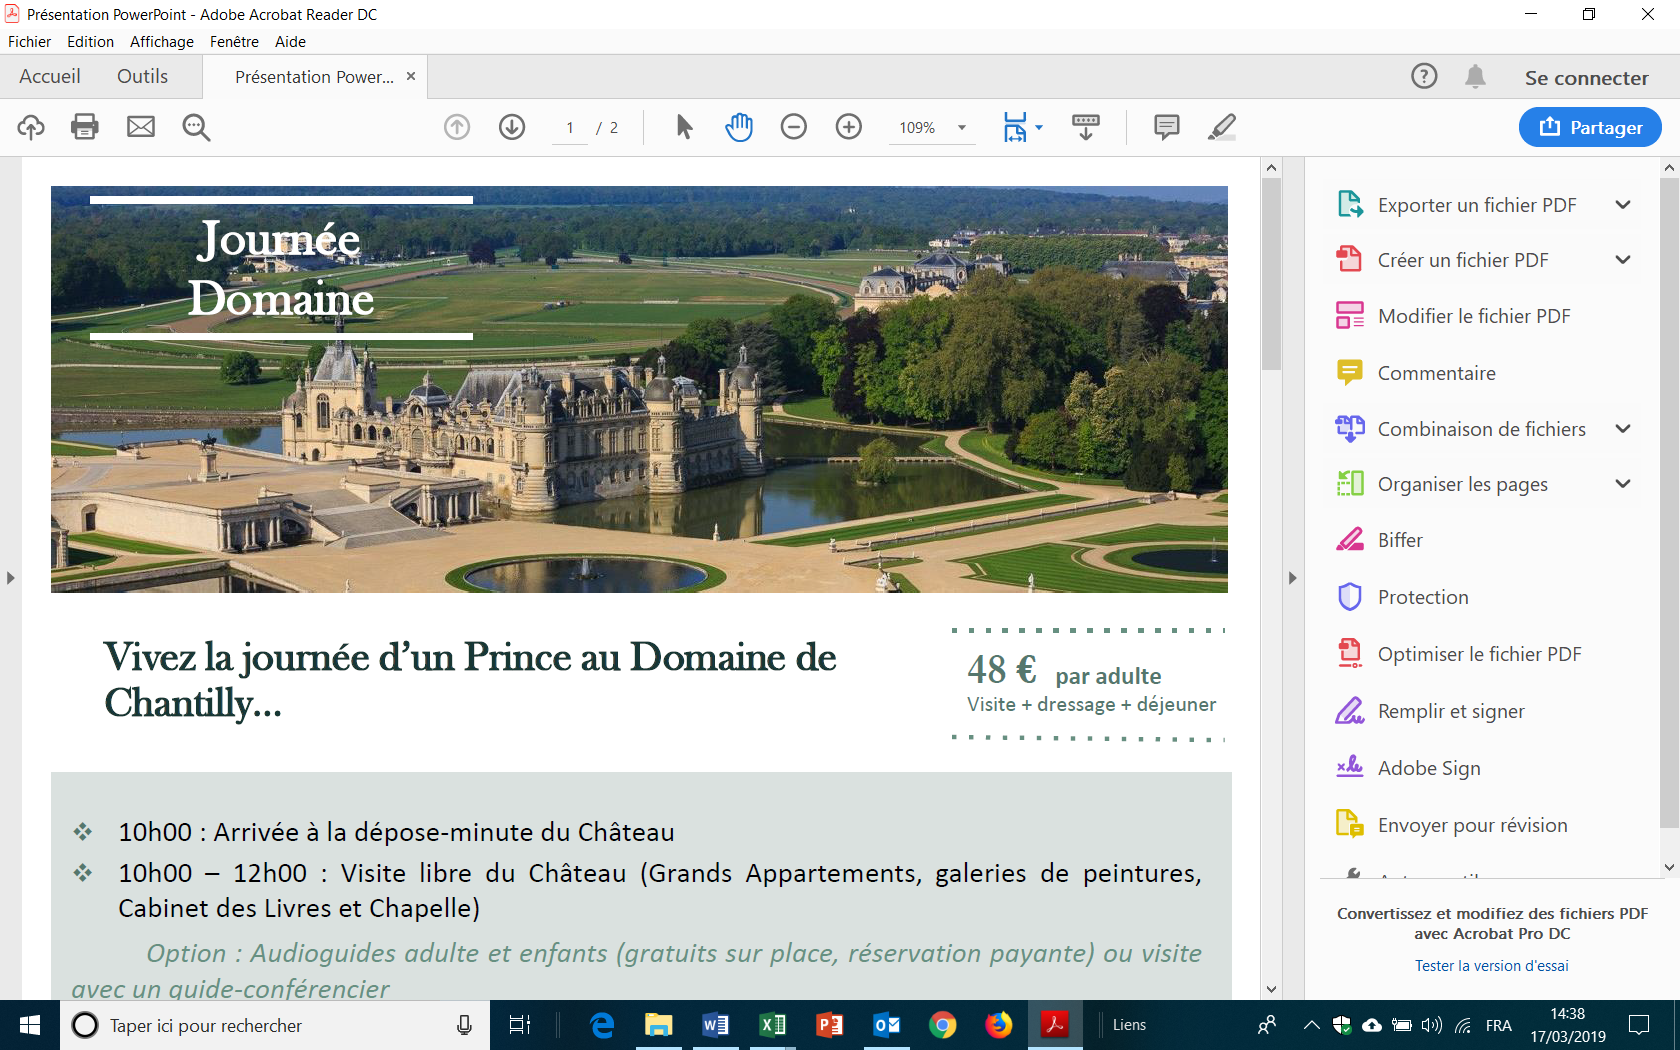 Présentation PowerPoint - Adobe Acrobat Reader DC
Fichier Edition Affichage Fenêtre Aide
Accueil Outils Présentation Power... ×
Se connecter
1 / 2
109%
Partager
Journée
Domaine
Vivez la journée d’un Prince au Domaine de
Chantilly...
48 € par adulte
Visite + dressage + déjeuner
10h00 : Arrivée à la dépose-minute du Château
10h00 – 12h00 : Visite libre du Château (Grands Appartements, galeries de peintures,
Cabinet des Livres et Chapelle)
Option : Audioguides adulte et enfants (gratuits sur place, réservation payante) ou visite
avec un guide-conférencier
Exporter un fichier PDF
Créer un fichier PDF
Modifier le fichier PDF
Commentaire
Combinaison de fichiers
Organiser les pages
Biffer
Protection
Optimiser le fichier PDF
Remplir et signer
Adobe Sign
Envoyer pour révision
Convertissez et modifiez des fichiers PDF
avec Acrobat Pro DC
Tester la version d'essai
Taper ici pour rechercher
Liens
FRA
14:38
17/03/2019